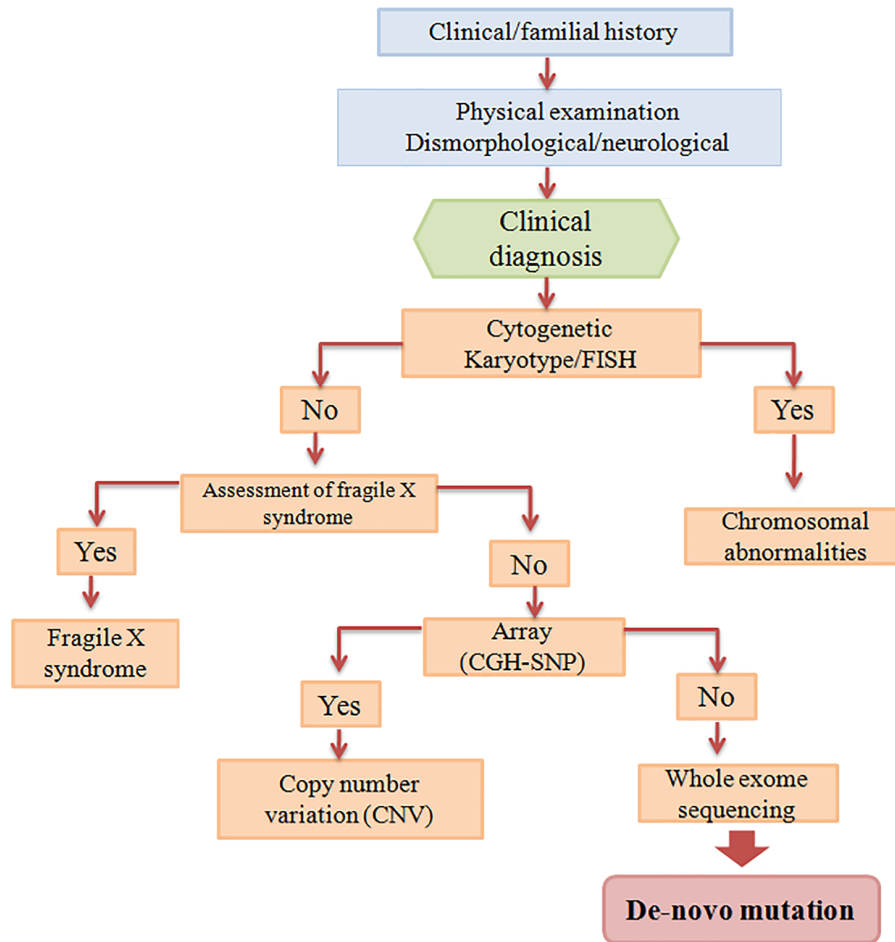 Clinical/familial history
Physical examination
Dismorphological/neurological
Clinical
diagnosis
Cytogenetic
Karyotype/FISH
No
Yes
Assessment of fragile X
syndrome
Chromosomal
abnormalities
Yes
No
Fragile X
syndrome
Array
(CGH-SNP)
Yes
No
Copy number
variation (CNV)
Whole exome
sequencing
De-novo mutation